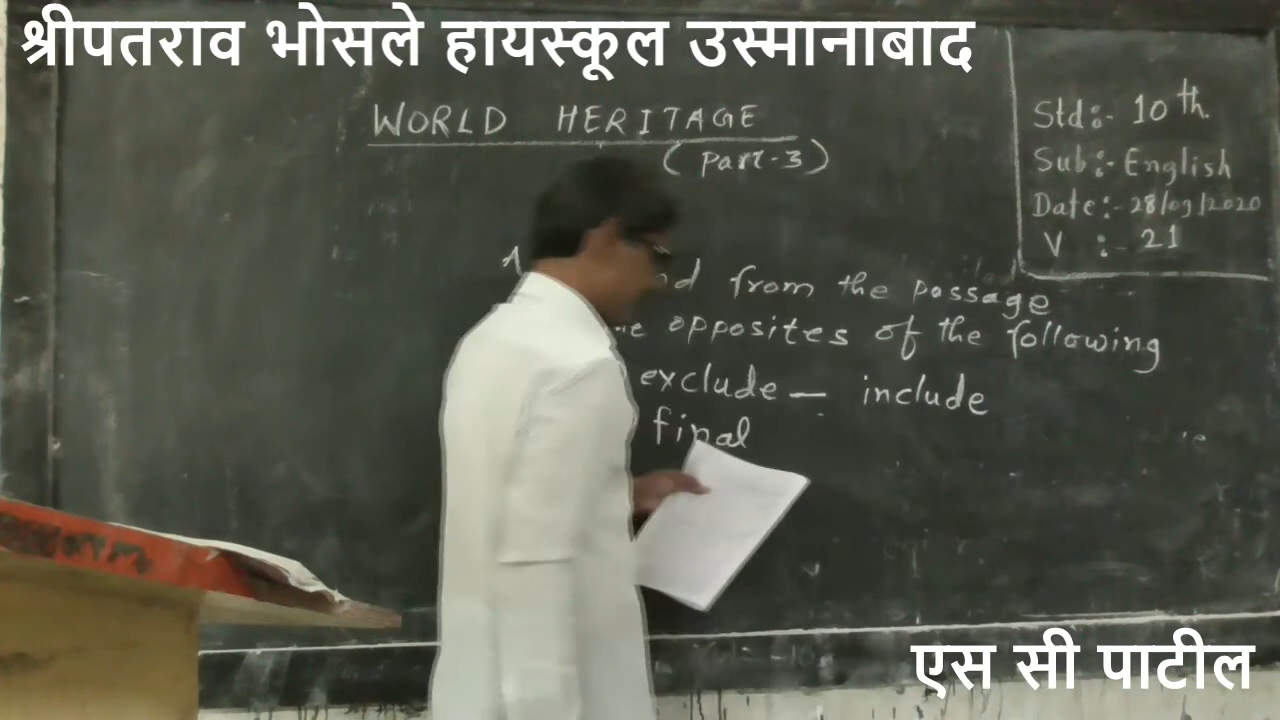 श्रीपतराव भोसले हायस्कूल उस्मानाबाद
WORLD HERITAGE
(Part-3)
Std:- 10th.
Sub:- English
Date:- 28/09/2020
V :- 21
from the passage
opposites of the following
exclude — include
final
एस सी पाटील